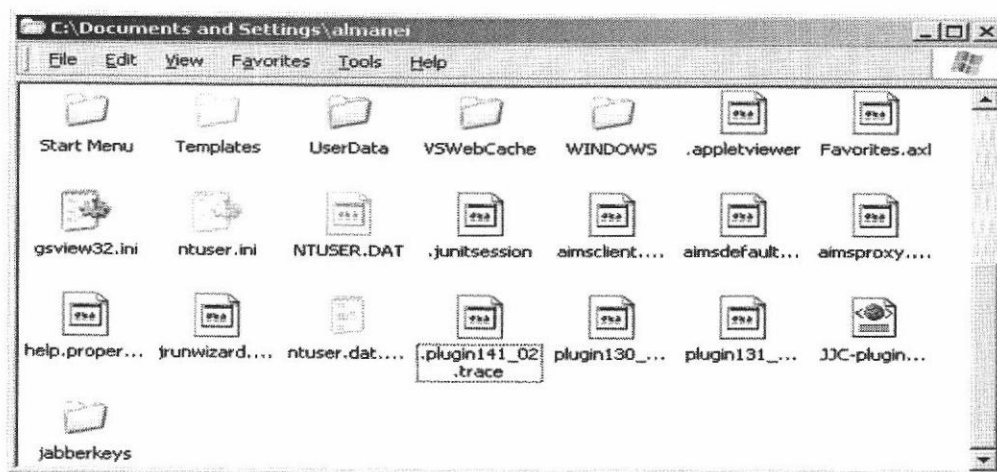 C:\Documents and Settings\almanei
File Edit View Favorites Tools Help
Start Menu Templates UserData VSWebCache WINDOWS .appletviewer Favorites.axl
gsview32.ini ntuser.ini NTUSER.DAT .junitsession aimsclient.... aimsdefault... aimsproxy....
help.proper... jrunwizard.... ntuser.dat.... .plugin141_02 plugin130_... plugin131_... JJC-plugin...
.trace
jabberkeys